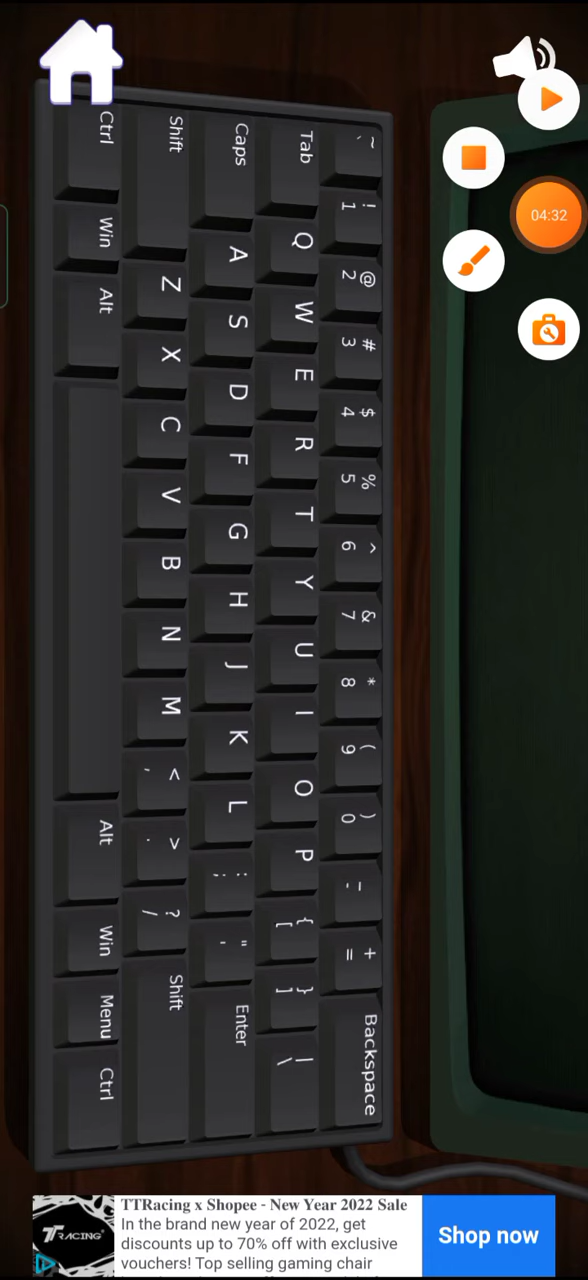 ~ `
! 1
@ 2
# 3
$ 4
% 5
^ 6
& 7
* 8
( 9
) 0
_ -
+ =
Backspace
Tab
Q
W
E
R
T
Y
U
I
O
P
{ [
} ]
| \
Caps
A
S
D
F
G
H
J
K
L
: ;
" '
Enter
Shift
Z
X
C
V
B
N
M
< ,
> .
? /
Shift
Ctrl
Win
Alt
Alt
Win
Menu
Ctrl
04:32
TTRacing x Shopee - New Year 2022 Sale
In the brand new year of 2022, get
discounts up to 70% off with exclusive
vouchers! Top selling gaming chair
Shop now
TTRACING